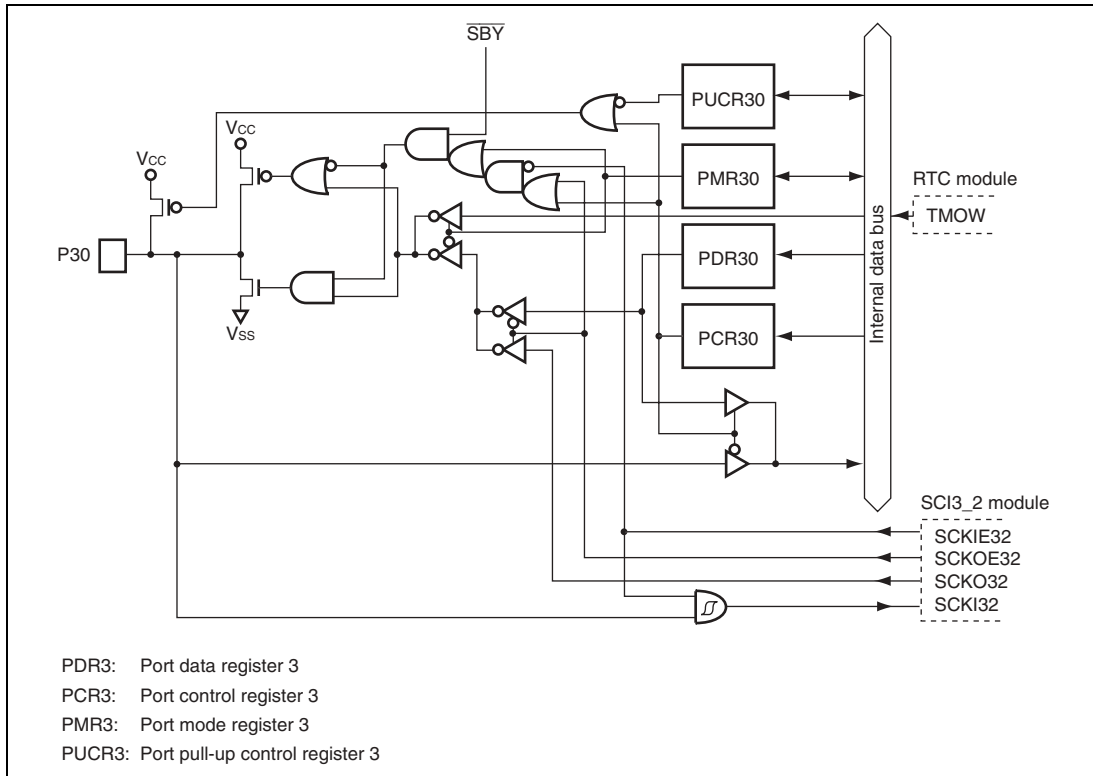 SBY
PUCR30
VCC
VCC
PMR30
RTC module
TMOW
P30
PDR30
Internal data bus
VSS
PCR30
SCI3_2 module
SCKIE32
SCKOE32
SCKO32
SCKI32
PDR3: Port data register 3
PCR3: Port control register 3
PMR3: Port mode register 3
PUCR3: Port pull-up control register 3